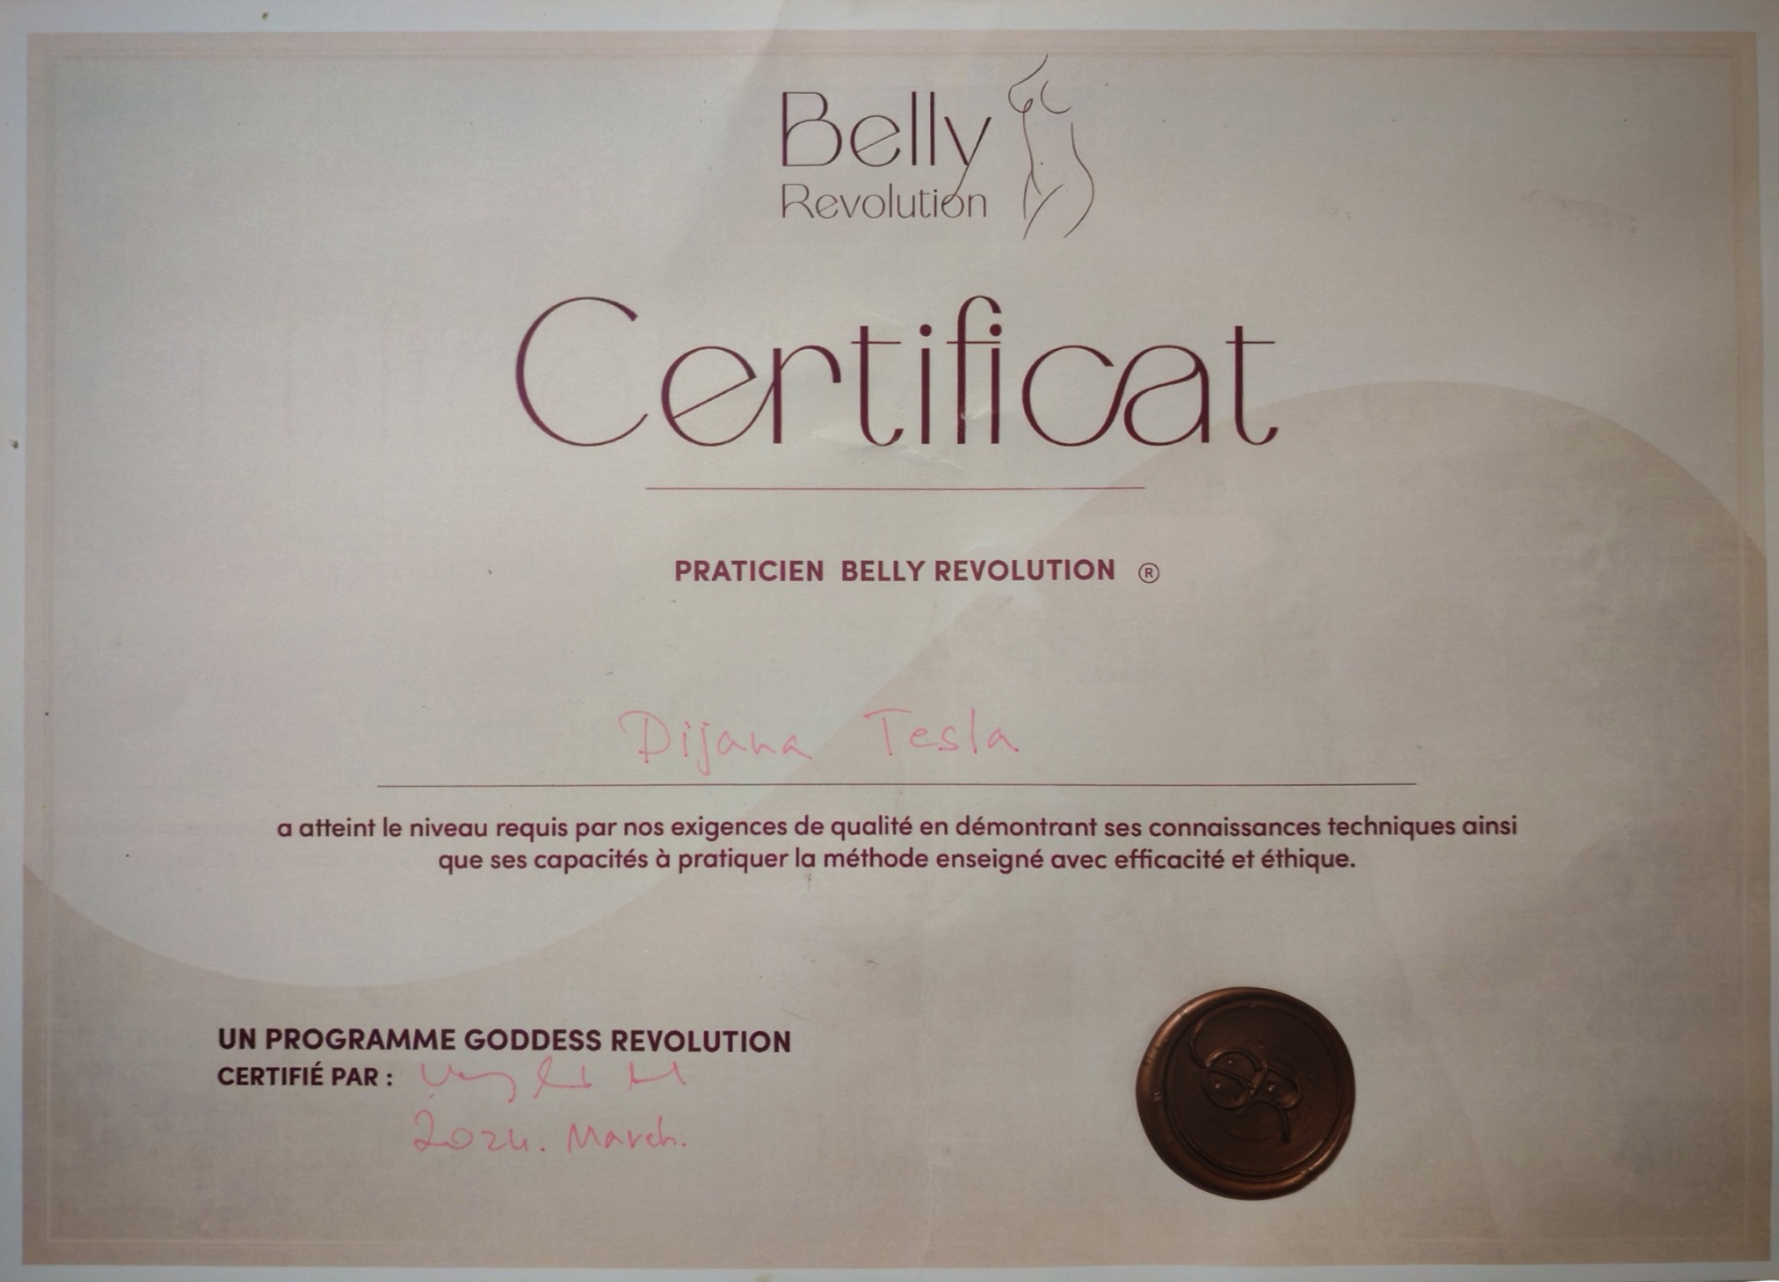 Belly
Revolution
Certificat
PRATICIEN BELLY REVOLUTION ®
Dijana Tesla
a atteint le niveau requis par nos exigences de qualité en démontrant ses connaissances techniques ainsi
que ses capacités à pratiquer la méthode enseigné avec efficacité et éthique.
UN PROGRAMME GODDESS REVOLUTION
CERTIFIÉ PAR :
2024. March.